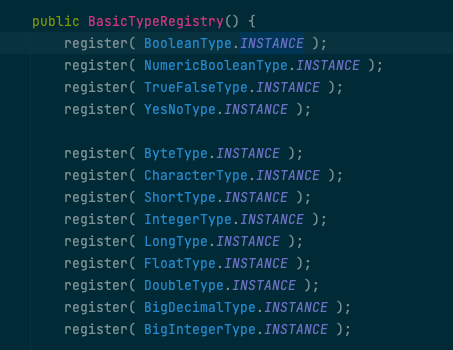 public BasicTypeRegistry() {
register( BooleanType.INSTANCE );
register( NumericBooleanType.INSTANCE );
register( TrueFalseType.INSTANCE );
register( YesNoType.INSTANCE );
register( ByteType.INSTANCE );
register( CharacterType.INSTANCE );
register( ShortType.INSTANCE );
register( IntegerType.INSTANCE );
register( LongType.INSTANCE );
register( FloatType.INSTANCE );
register( DoubleType.INSTANCE );
register( BigDecimalType.INSTANCE );
register( BigIntegerType.INSTANCE );